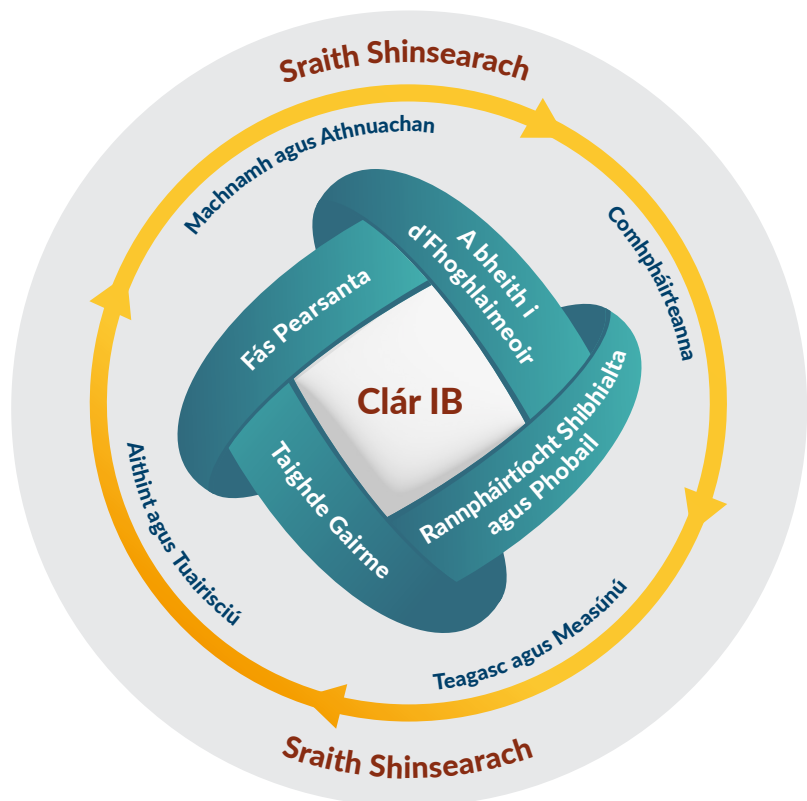 Sraith Shinsearach
Machnamh agus Athnuachan
Comhpháirteanna
A bheith i
d'Fhoghlaimeoir
Fás Pearsanta
Clár IB
Rannpháirtíocht Shibhialta
agus Phobail
Taighde Gairme
Aithint agus Tuairisciú
Teagasc agus Measúnú
Sraith Shinsearach